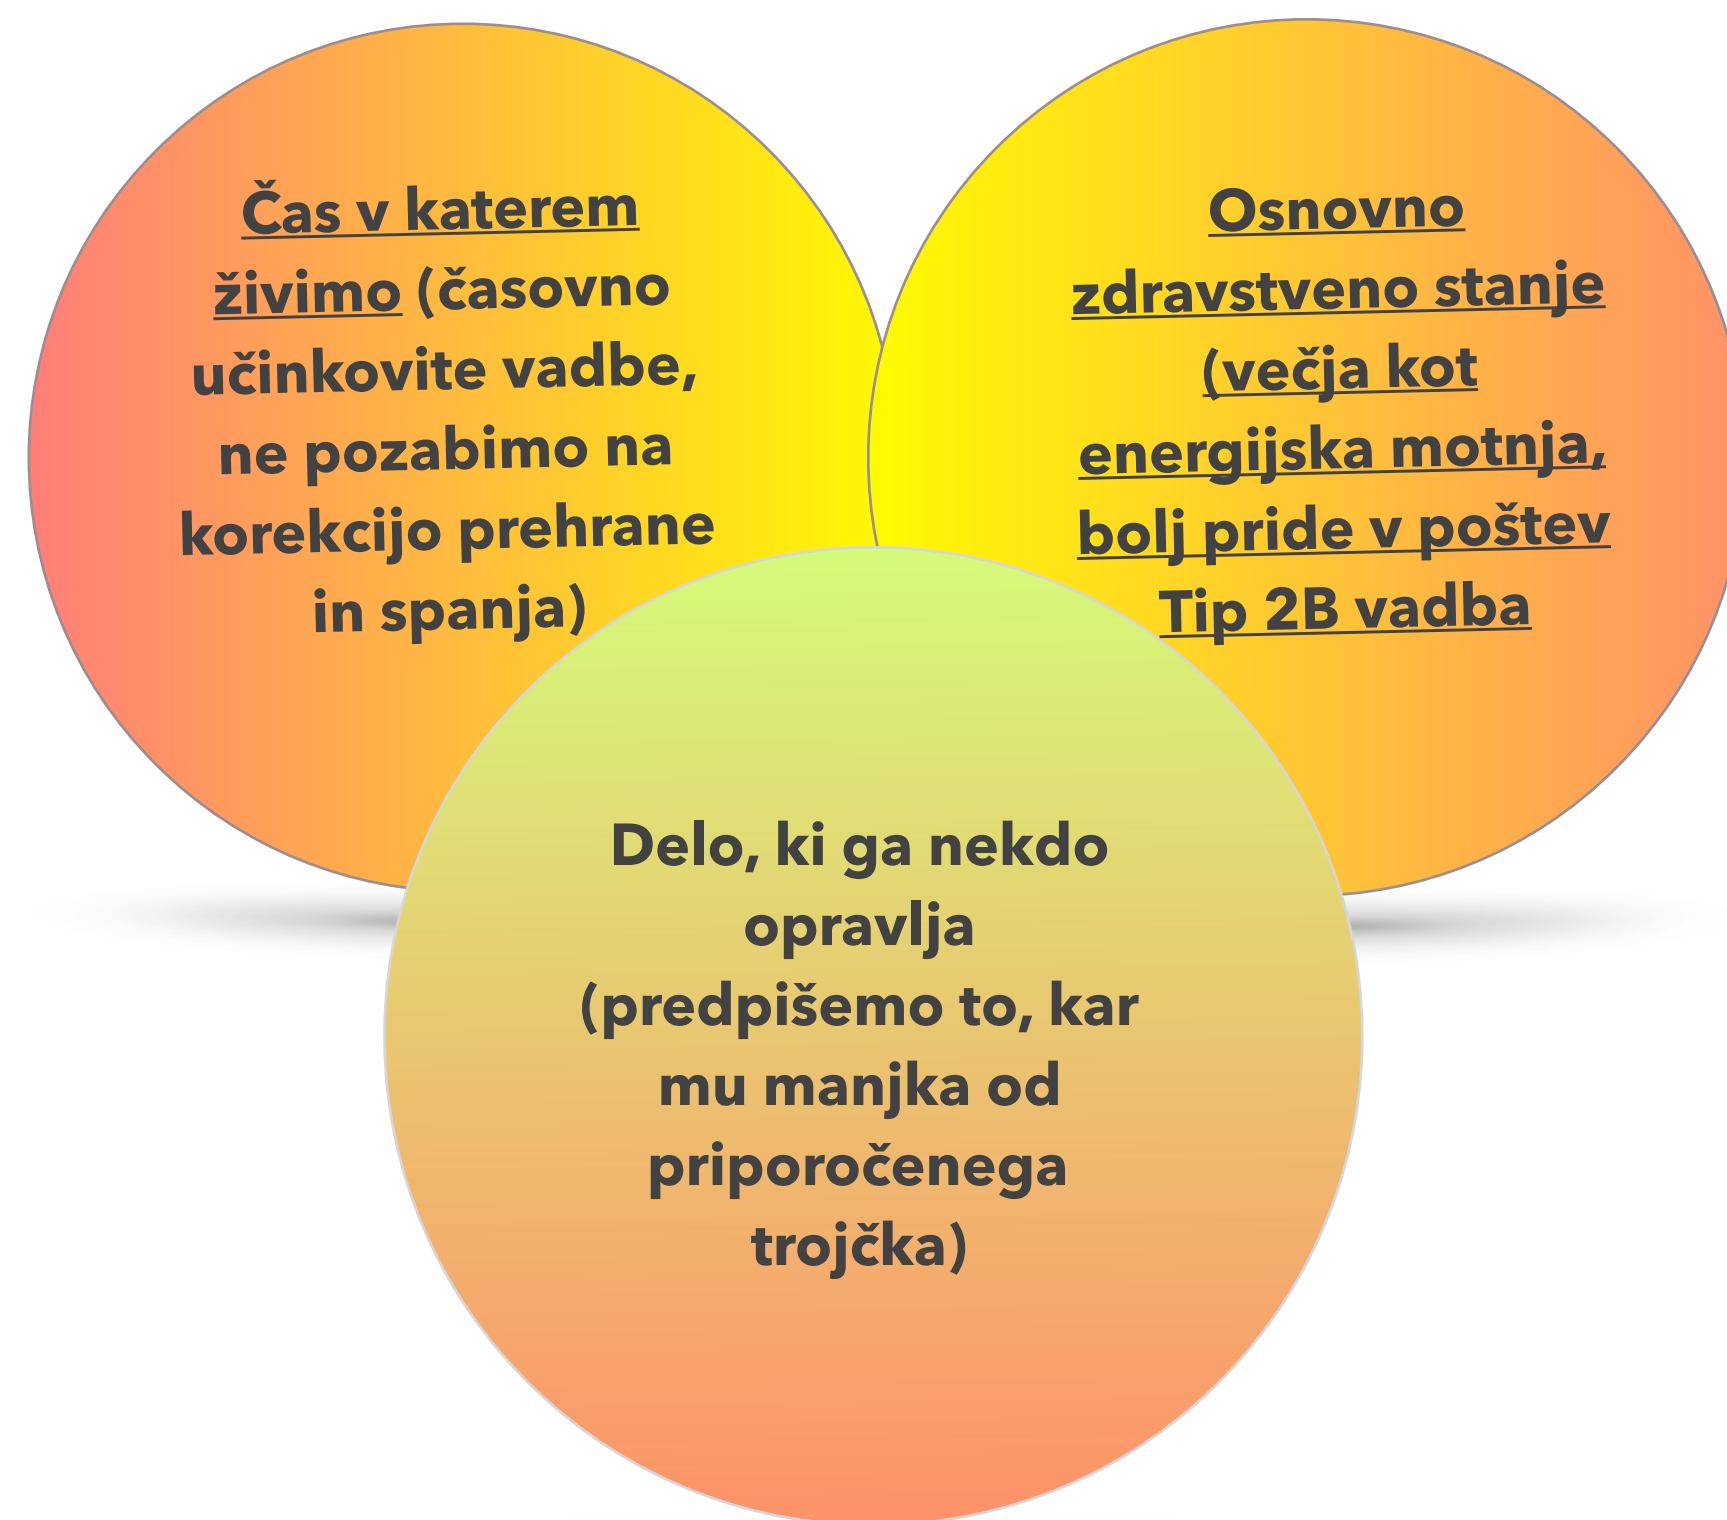 Čas v katerem
živimo (časovno
učinkovite vadbe,
ne pozabimo na
korekcijo prehrane
in spanja)
Osnovno
zdravstveno stanje
(večja kot
energijska motnja,
bolj pride v poštev
Tip 2B vadba
Delo, ki ga nekdo
opravlja
(predpišemo to, kar
mu manjka od
priporočenega
trojčka)